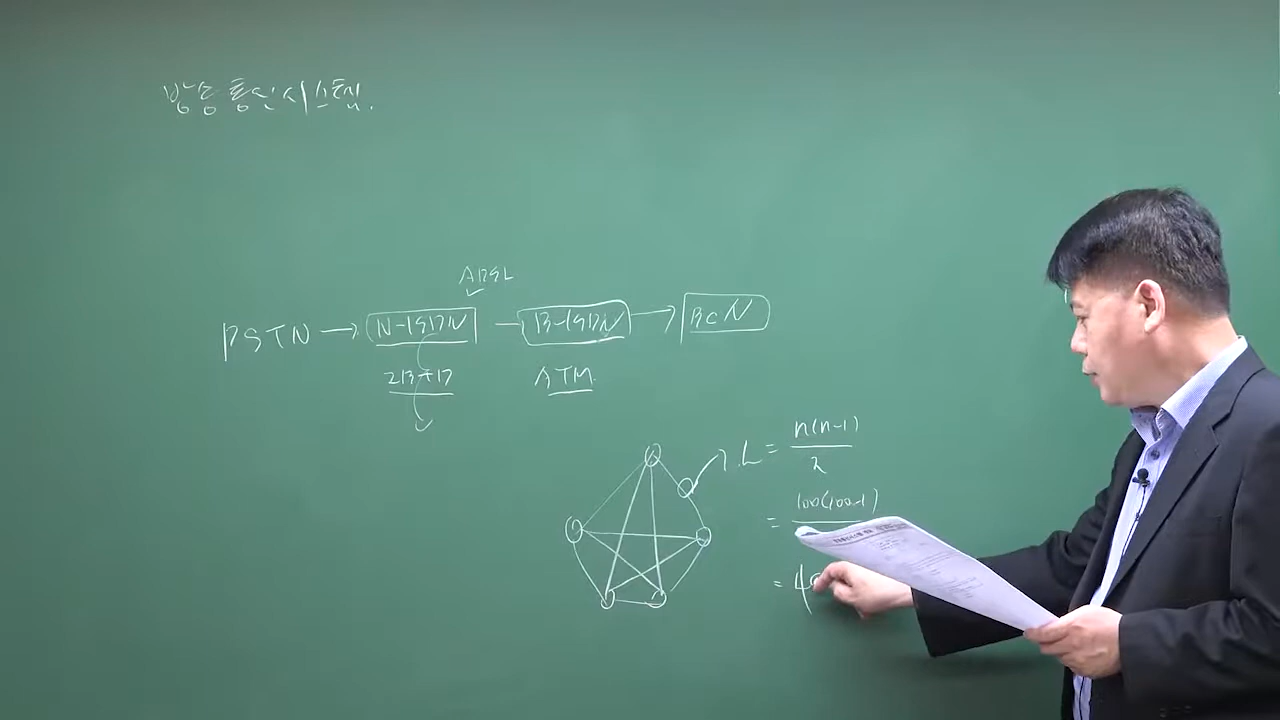 방송통신시스템.
ADSL
PSTN → N-ISDN — B-ISDN → BcN
2B+D
ATM
L = n(n-1) / 2
= 100(100-1)
= 4